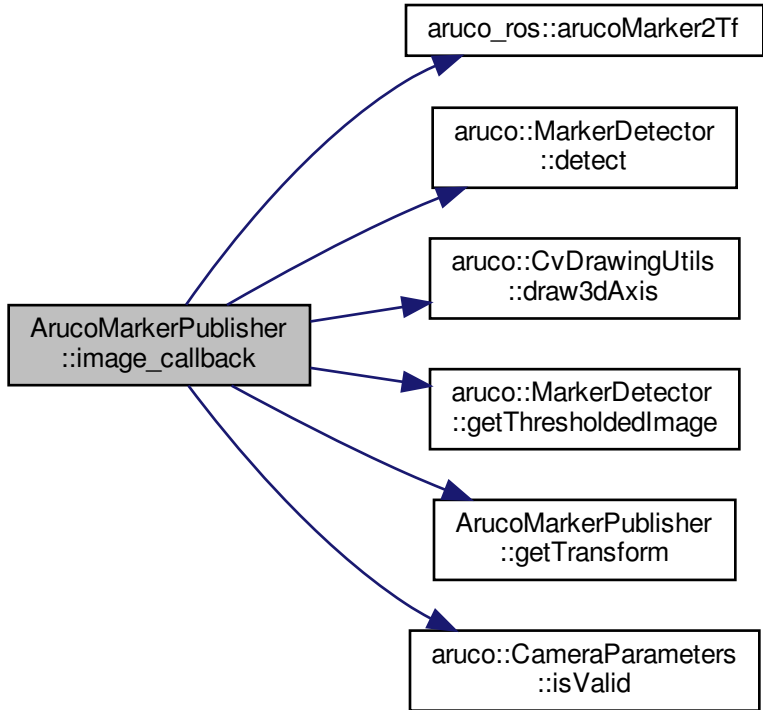 aruco_ros::arucoMarker2Tf
aruco::MarkerDetector
::detect
aruco::CvDrawingUtils
::draw3dAxis
ArucoMarkerPublisher
::image_callback
aruco::MarkerDetector
::getThresholdedImage
ArucoMarkerPublisher
::getTransform
aruco::CameraParameters
::isValid